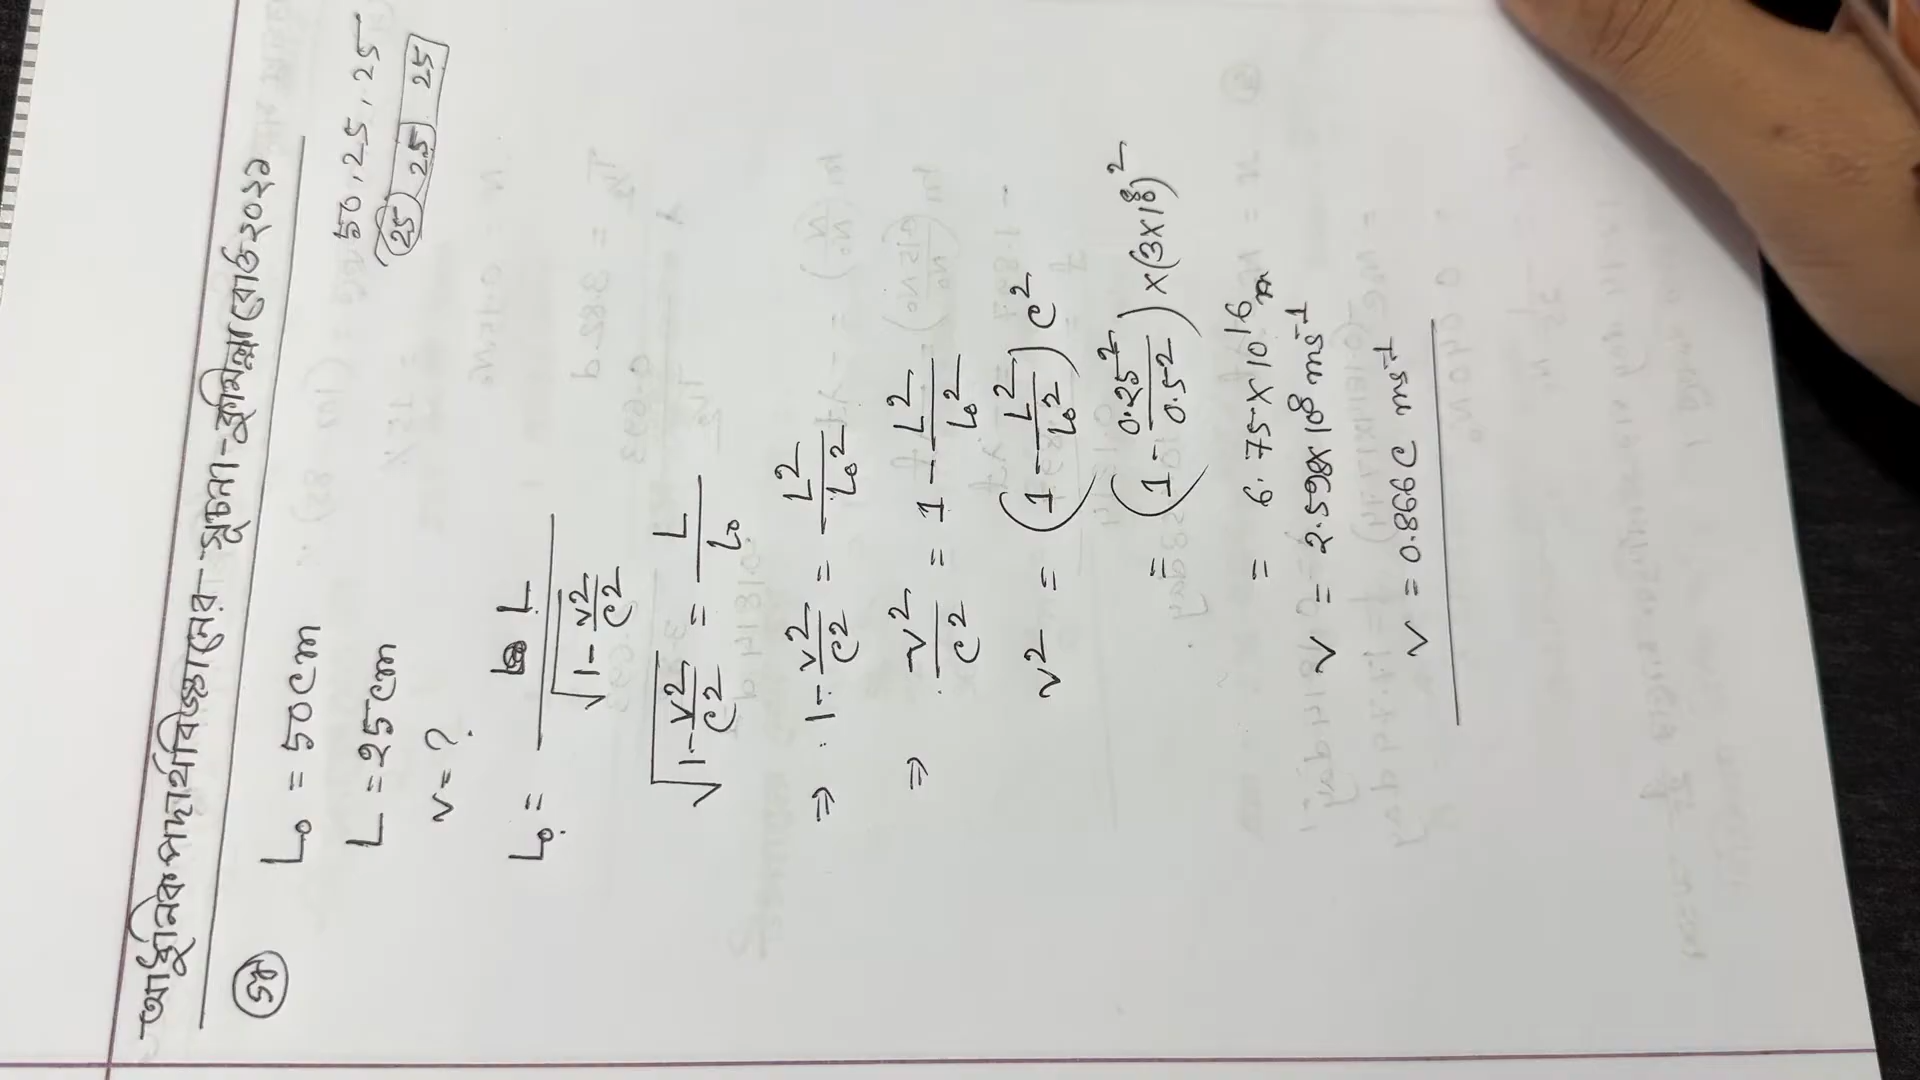 আধুনিক পদার্থবিজ্ঞানের সূচনা - কুমিল্লা বোর্ড ২০২১
L₀ = 50cm
50, 25, 25
L = 25cm
25 25 25
v = ?
L₀ = L / √(1 - v²/c²)
√(1 - v²/c²) = L/L₀
⇒ 1 - v²/c² = L²/L₀²
⇒ v²/c² = 1 - L²/L₀²
v² = (1 - L²/L₀²) c²
= (1 - 0.25²/0.5²) × (3×10⁸)²
= 6.75 × 10¹⁶
v = 2.598 × 10⁸ ms⁻¹
v = 0.866 C ms⁻¹